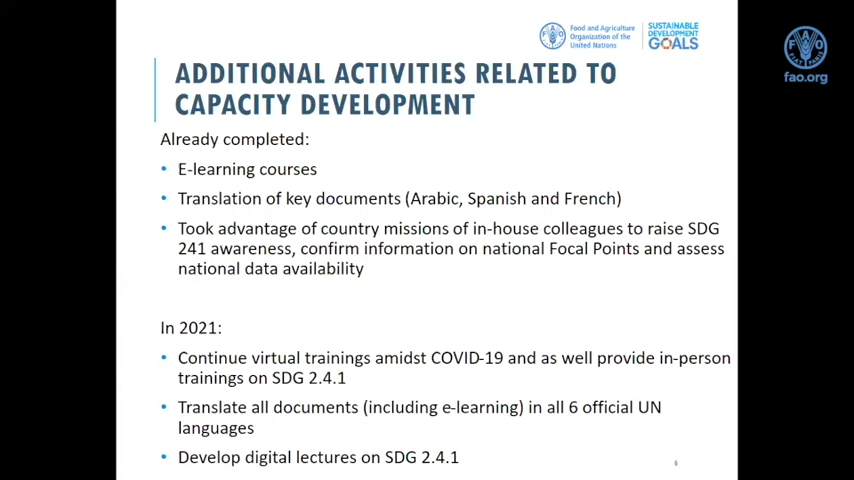 Food and Agriculture
Organization of the
United Nations
SUSTAINABLE
DEVELOPMENT
GOALS
FAO
FIAT PANIS
fao.org
ADDITIONAL ACTIVITIES RELATED TO
CAPACITY DEVELOPMENT
Already completed:
• E-learning courses
• Translation of key documents (Arabic, Spanish and French)
• Took advantage of country missions of in-house colleagues to raise SDG
241 awareness, confirm information on national Focal Points and assess
national data availability
In 2021:
• Continue virtual trainings amidst COVID-19 and as well provide in-person
trainings on SDG 2.4.1
• Translate all documents (including e-learning) in all 6 official UN
languages
• Develop digital lectures on SDG 2.4.1